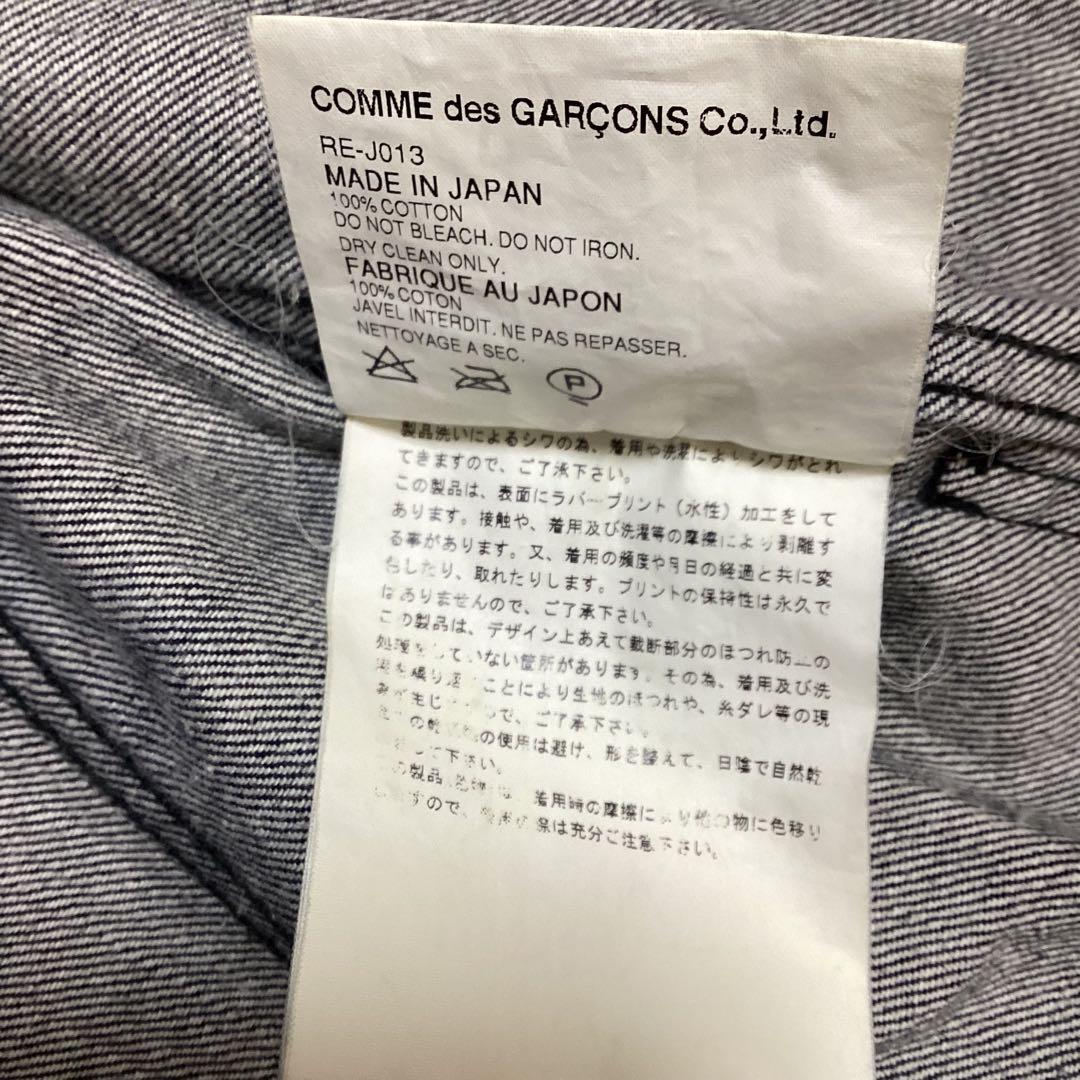 COMME des GARÇONS Co.,Ltd.
RE-J013
MADE IN JAPAN
100% COTTON
DO NOT BLEACH. DO NOT IRON.
DRY CLEAN ONLY.
FABRIQUE AU JAPON
100% COTON
JAVEL INTERDIT. NE PAS REPASSER.
NETTOYAGE A SEC.
P
製品洗いによるシワの為、着用や洗濯によりシワがとれ
てきますので、ご了承下さい。
この製品は、表面にラバープリント（水性）加工をして
あります。接触や、着用及び洗濯等の摩擦により剥離す
る事があります。又、着用の頻度や月日の経過と共に変
色したり、取れたりします。プリントの保持性は永久で
はありませんので、ご了承下さい。
この製品は、デザイン上あえて裁断部分のほつれ防止の
処理をしていない箇所があります。その為、着用及び洗
濯を繰り返すことにより生地のほつれや、糸ダレ等の現
生じ で、ご了承下さい。
の使用は避け、形を整えて、日陰で自然乾
して下さい。
の製品 着用時の摩擦により他の物に色移り
ますので、 際は充分ご注意下さい。